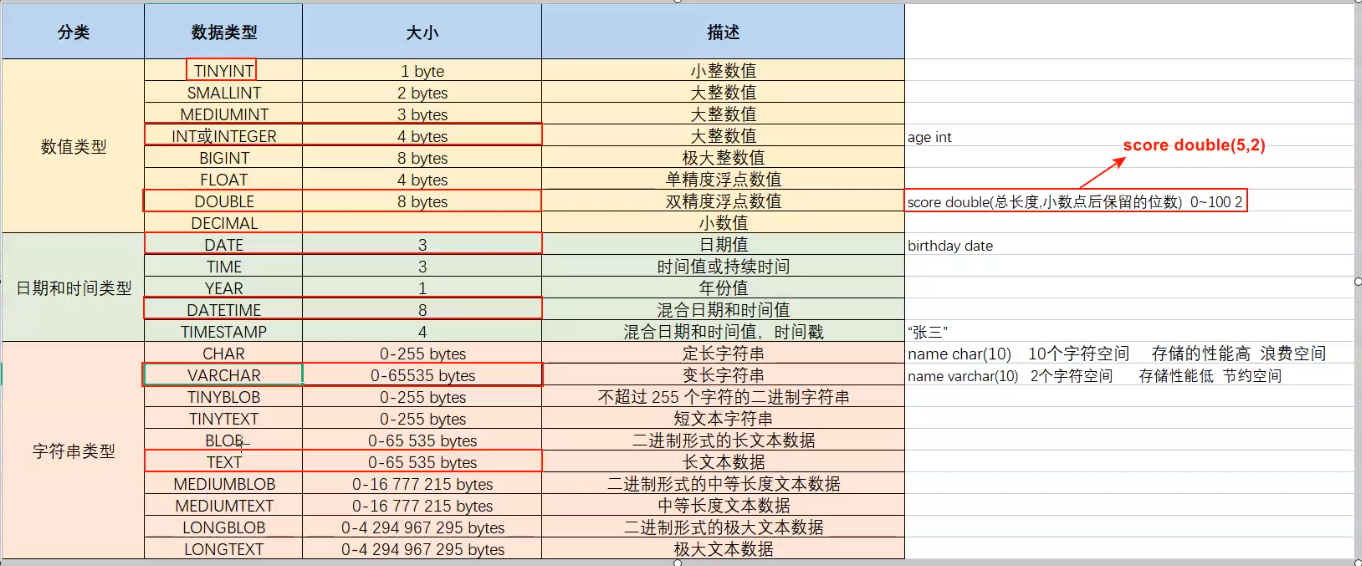 分类 数据类型 大小 描述
TINYINT 1 byte 小整数值
SMALLINT 2 bytes 大整数值
MEDIUMINT 3 bytes 大整数值
INT或INTEGER 4 bytes 大整数值 age int
数值类型
score double(5,2)
BIGINT 8 bytes 极大整数值
FLOAT 4 bytes 单精度浮点数值
DOUBLE 8 bytes 双精度浮点数值 score double(总长度,小数点后保留的位数) 0~100 2
DECIMAL 小数值
DATE 3 日期值 birthday date
TIME 3 时间值或持续时间
日期和时间类型
YEAR 1 年份值
DATETIME 8 混合日期和时间值
TIMESTAMP 4 混合日期和时间值，时间戳 “张三”
CHAR 0-255 bytes 定长字符串 name char(10) 10个字符空间 存储的性能高 浪费空间
VARCHAR 0-65535 bytes 变长字符串 name varchar(10) 2个字符空间 存储性能低 节约空间
TINYBLOB 0-255 bytes 不超过 255 个字符的二进制字符串
TINYTEXT 0-255 bytes 短文本字符串
BLOB 0-65 535 bytes 二进制形式的长文本数据
字符串类型
TEXT 0-65 535 bytes 长文本数据
MEDIUMBLOB 0-16 777 215 bytes 二进制形式的中等长度文本数据
MEDIUMTEXT 0-16 777 215 bytes 中等长度文本数据
LONGBLOB 0-4 294 967 295 bytes 二进制形式的极大文本数据
LONGTEXT 0-4 294 967 295 bytes 极大文本数据